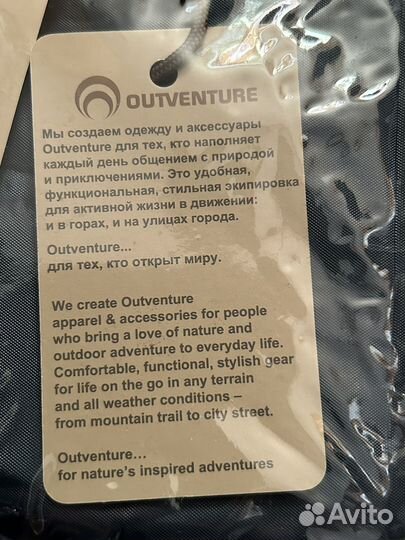 OUTVENTURE
Мы создаем одежду и аксессуары
Outventure для тех, кто наполняет
каждый день общением с природой
и приключениями. Это удобная,
функциональная, стильная экипировка
для активной жизни в движении:
и в горах, и на улицах города.
Outventure...
для тех, кто открыт миру.
We create Outventure
apparel & accessories for people
who bring a love of nature and
outdoor adventure to everyday life.
Comfortable, functional, stylish gear
for life on the go in any terrain
and all weather conditions –
from mountain trail to city street.
Outventure...
for nature's inspired adventures
Avito